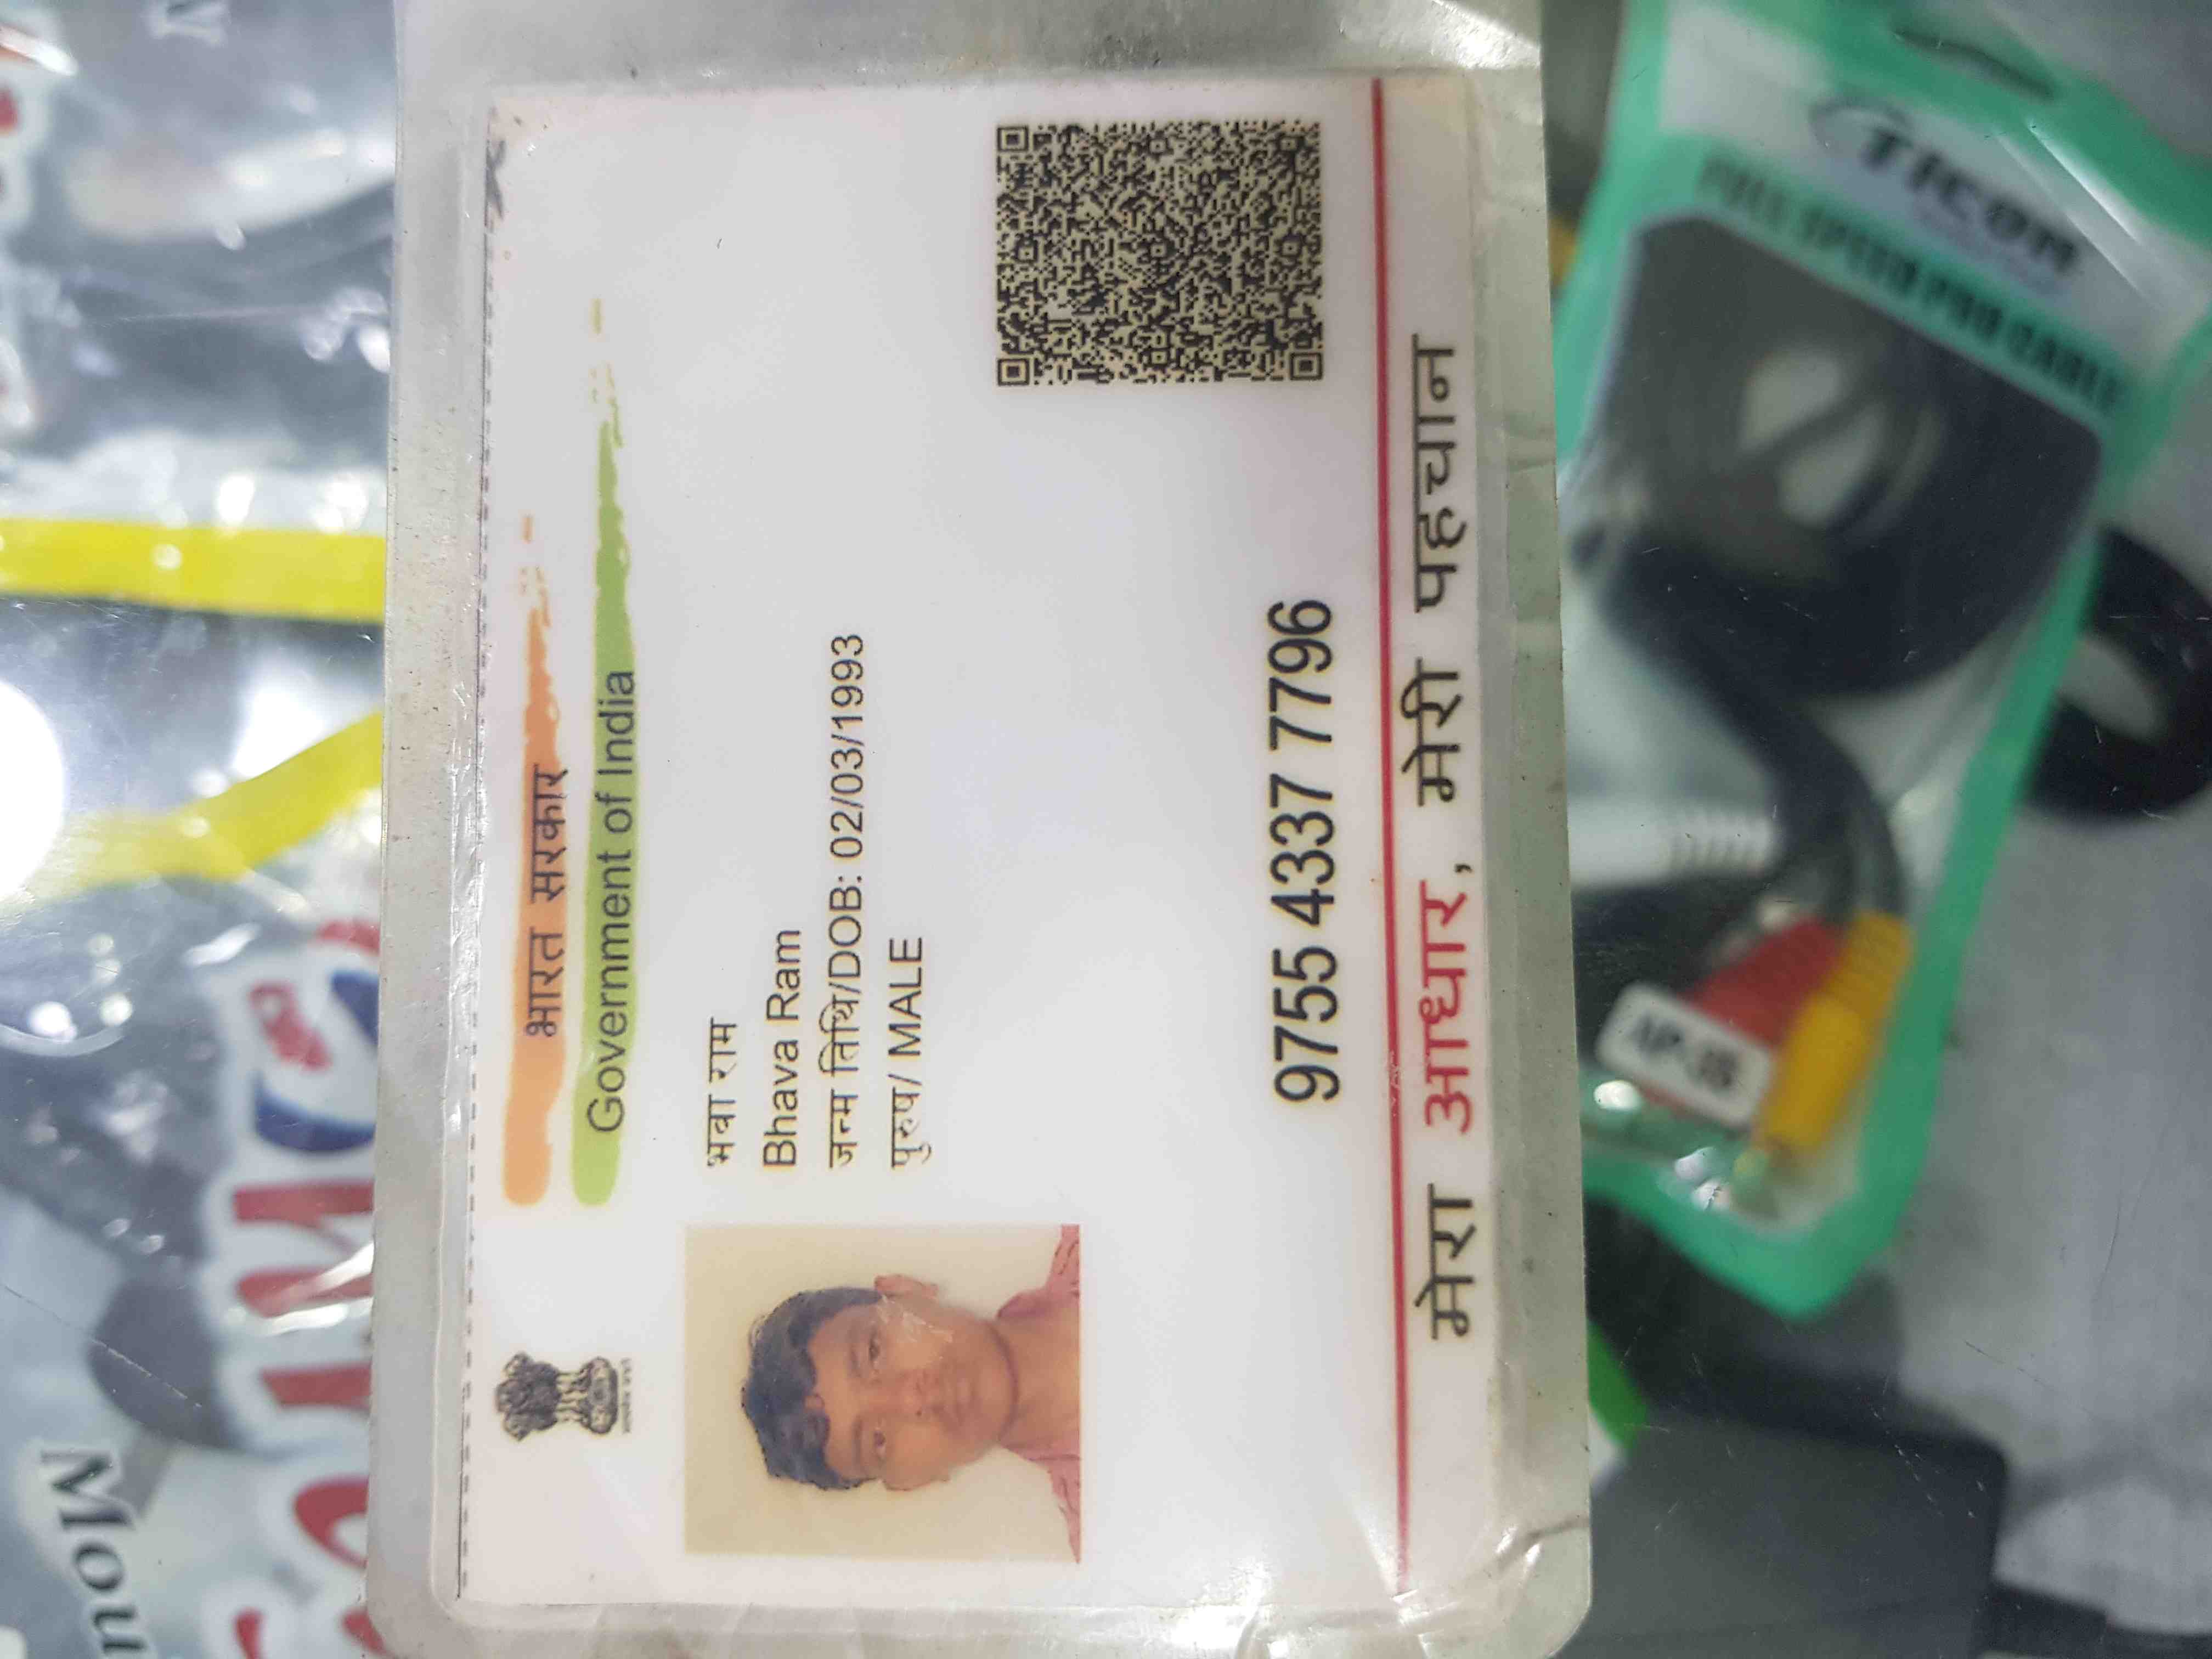 भारत सरकार
Government of India
भवा राम
Bhava Ram
जन्म तिथि/DOB: 02/03/1993
पुरुष/ MALE
9755 4337 7796
मेरा आधार, मेरी पहचान
TICON
AP-35
Mou